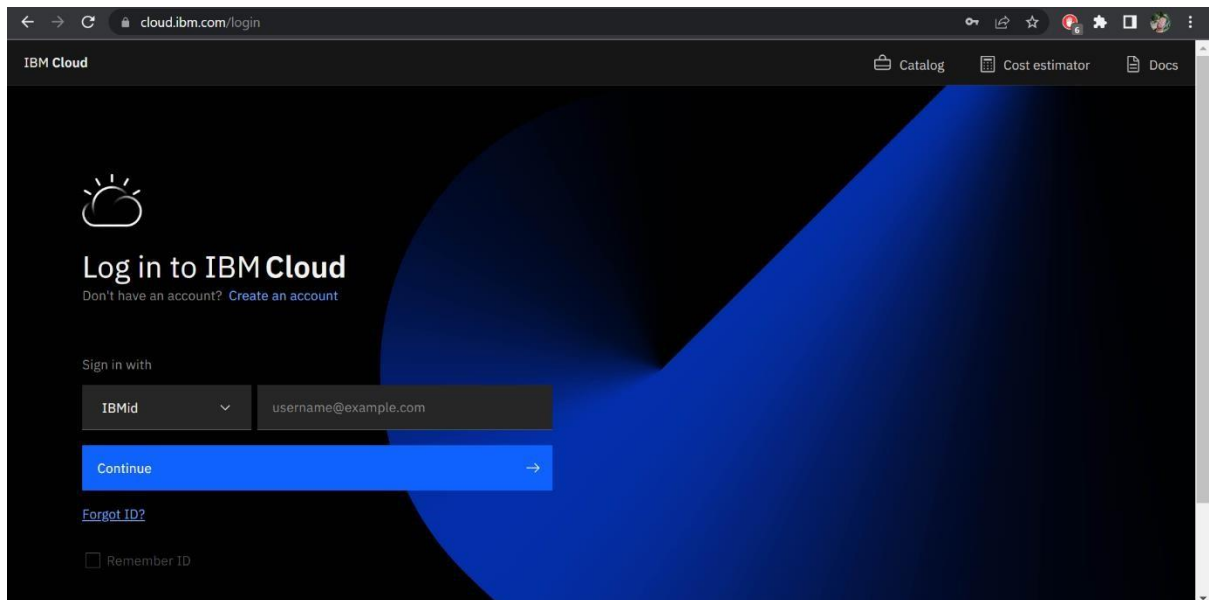 cloud.ibm.com/login
6
IBM Cloud
Catalog
Cost estimator
Docs
Log in to IBM Cloud
Don't have an account? Create an account
Sign in with
IBMid
username@example.com
Continue
Forgot ID?
Remember ID